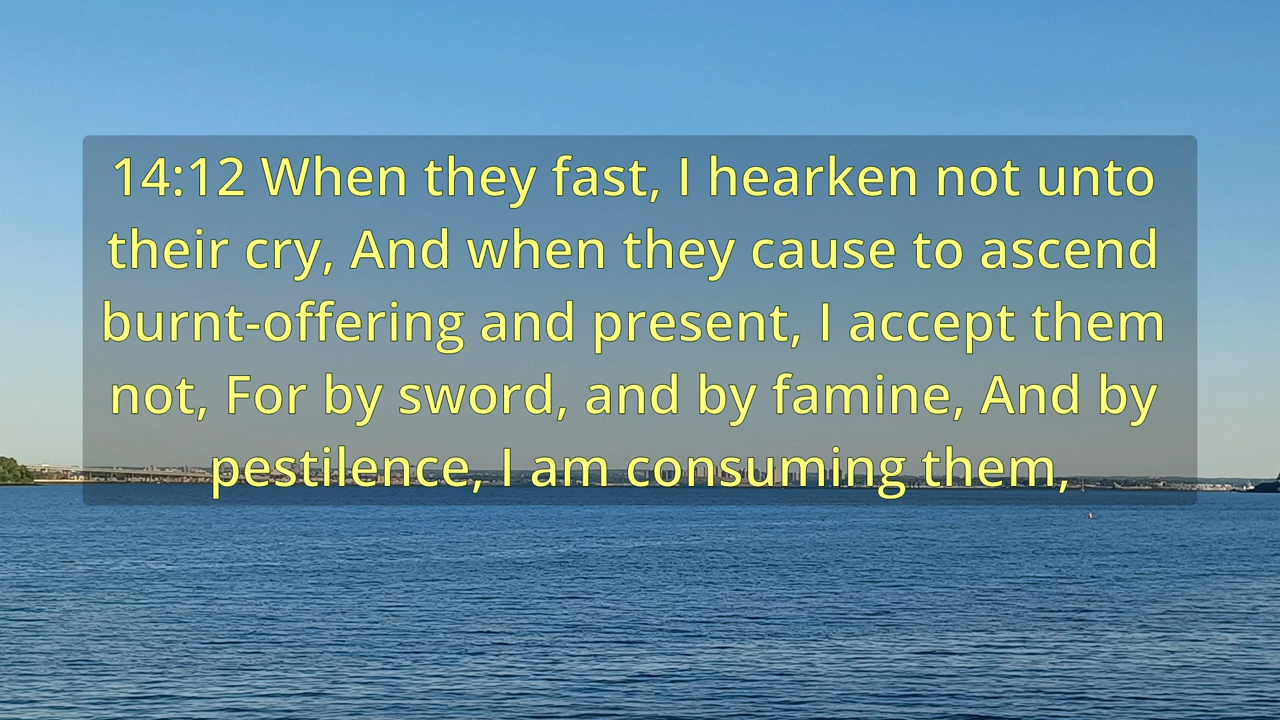 14:12 When they fast, I hearken not unto
their cry, And when they cause to ascend
burnt-offering and present, I accept them
not, For by sword, and by famine, And by
pestilence, I am consuming them,